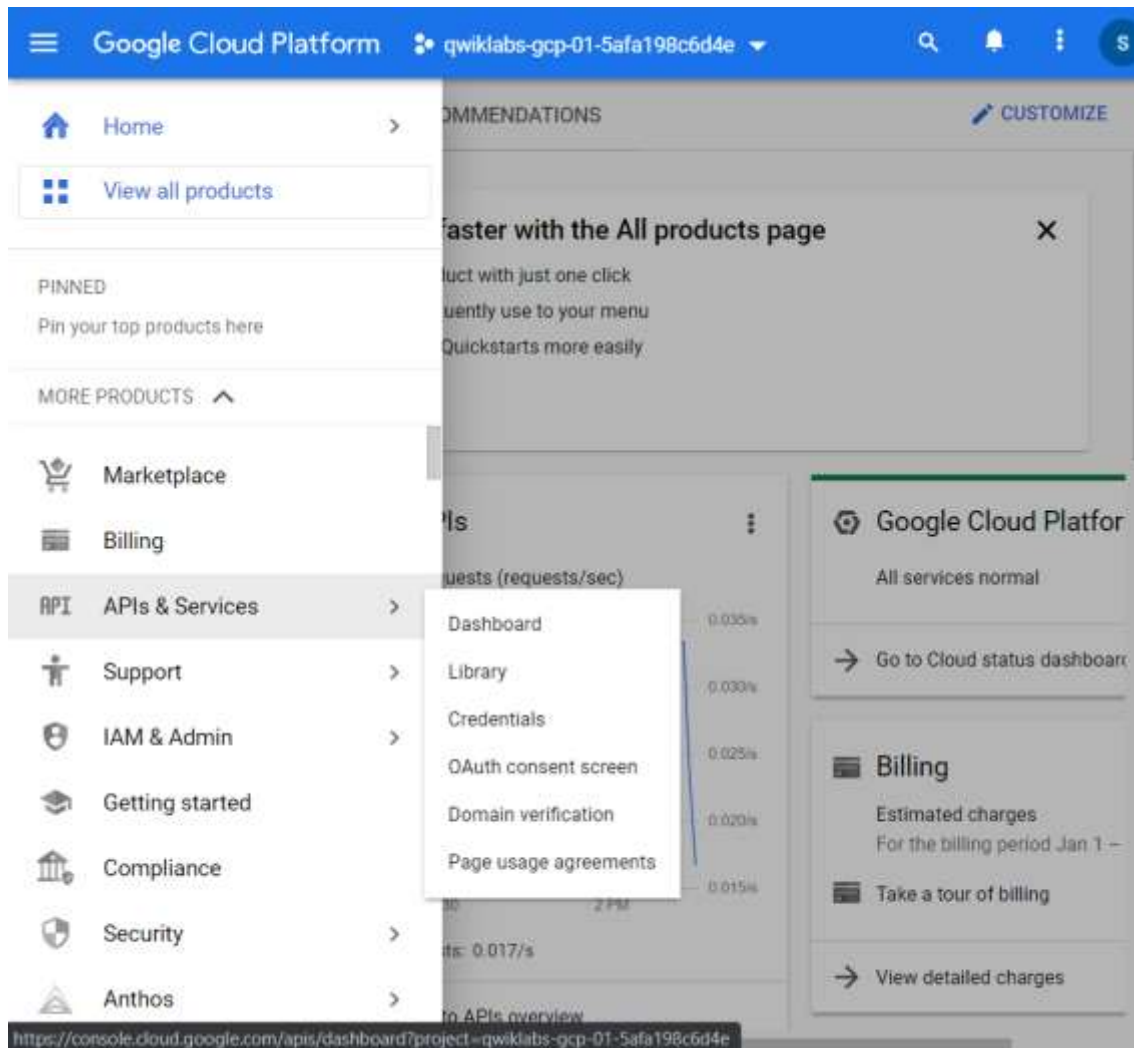 Google Cloud Platform qwiklabs-gcp-01-5afa198c6d4e S
Home
View all products
PINNED
Pin your top products here
MORE PRODUCTS
Marketplace
Billing
API APIs & Services
Support
IAM & Admin
Getting started
Compliance
Security
Anthos
Dashboard
Library
Credentials
OAuth consent screen
Domain verification
Page usage agreements
OMMENDATIONS
CUSTOMIZE
faster with the All products page
duct with just one click
uently use to your menu
Quickstarts more easily
PIs
quests (requests/sec)
0.035/s
0.030/s
0.025/s
0.020/s
0.015/s
30 2 PM
sts: 0.017/s
to APIs overview
Google Cloud Platfor
All services normal
Go to Cloud status dashboard
Billing
Estimated charges
For the billing period Jan 1 –
Take a tour of billing
View detailed charges
https://console.cloud.google.com/apis/dashboard?project=qwiklabs-gcp-01-5afa198c6d4e